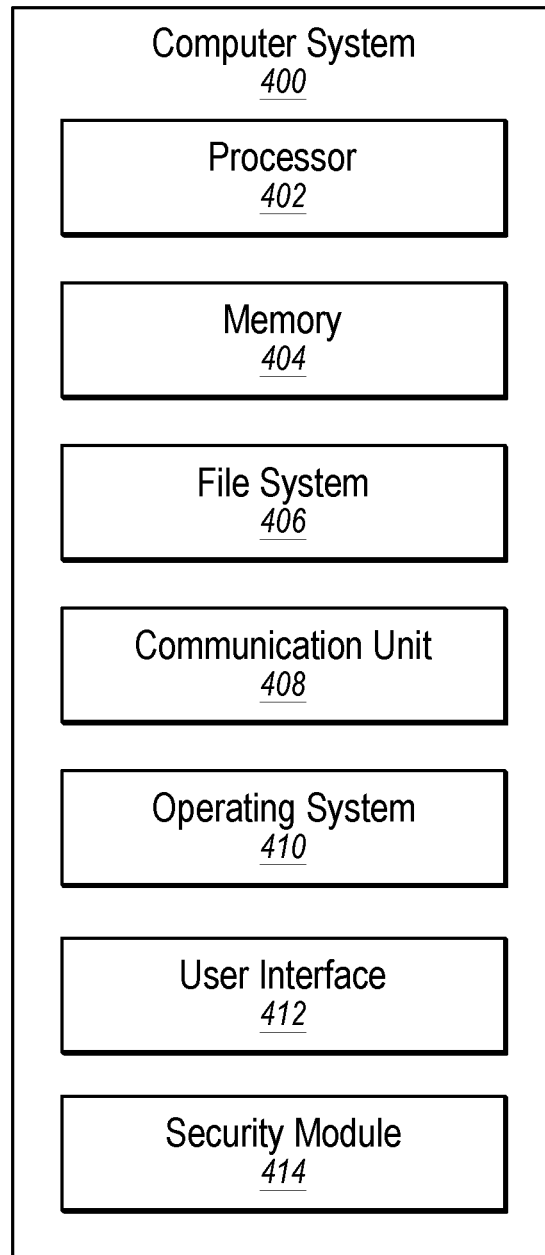 Computer System
400
Processor
402
Memory
404
File System
406
Communication Unit
408
Operating System
410
User Interface
412
Security Module
414